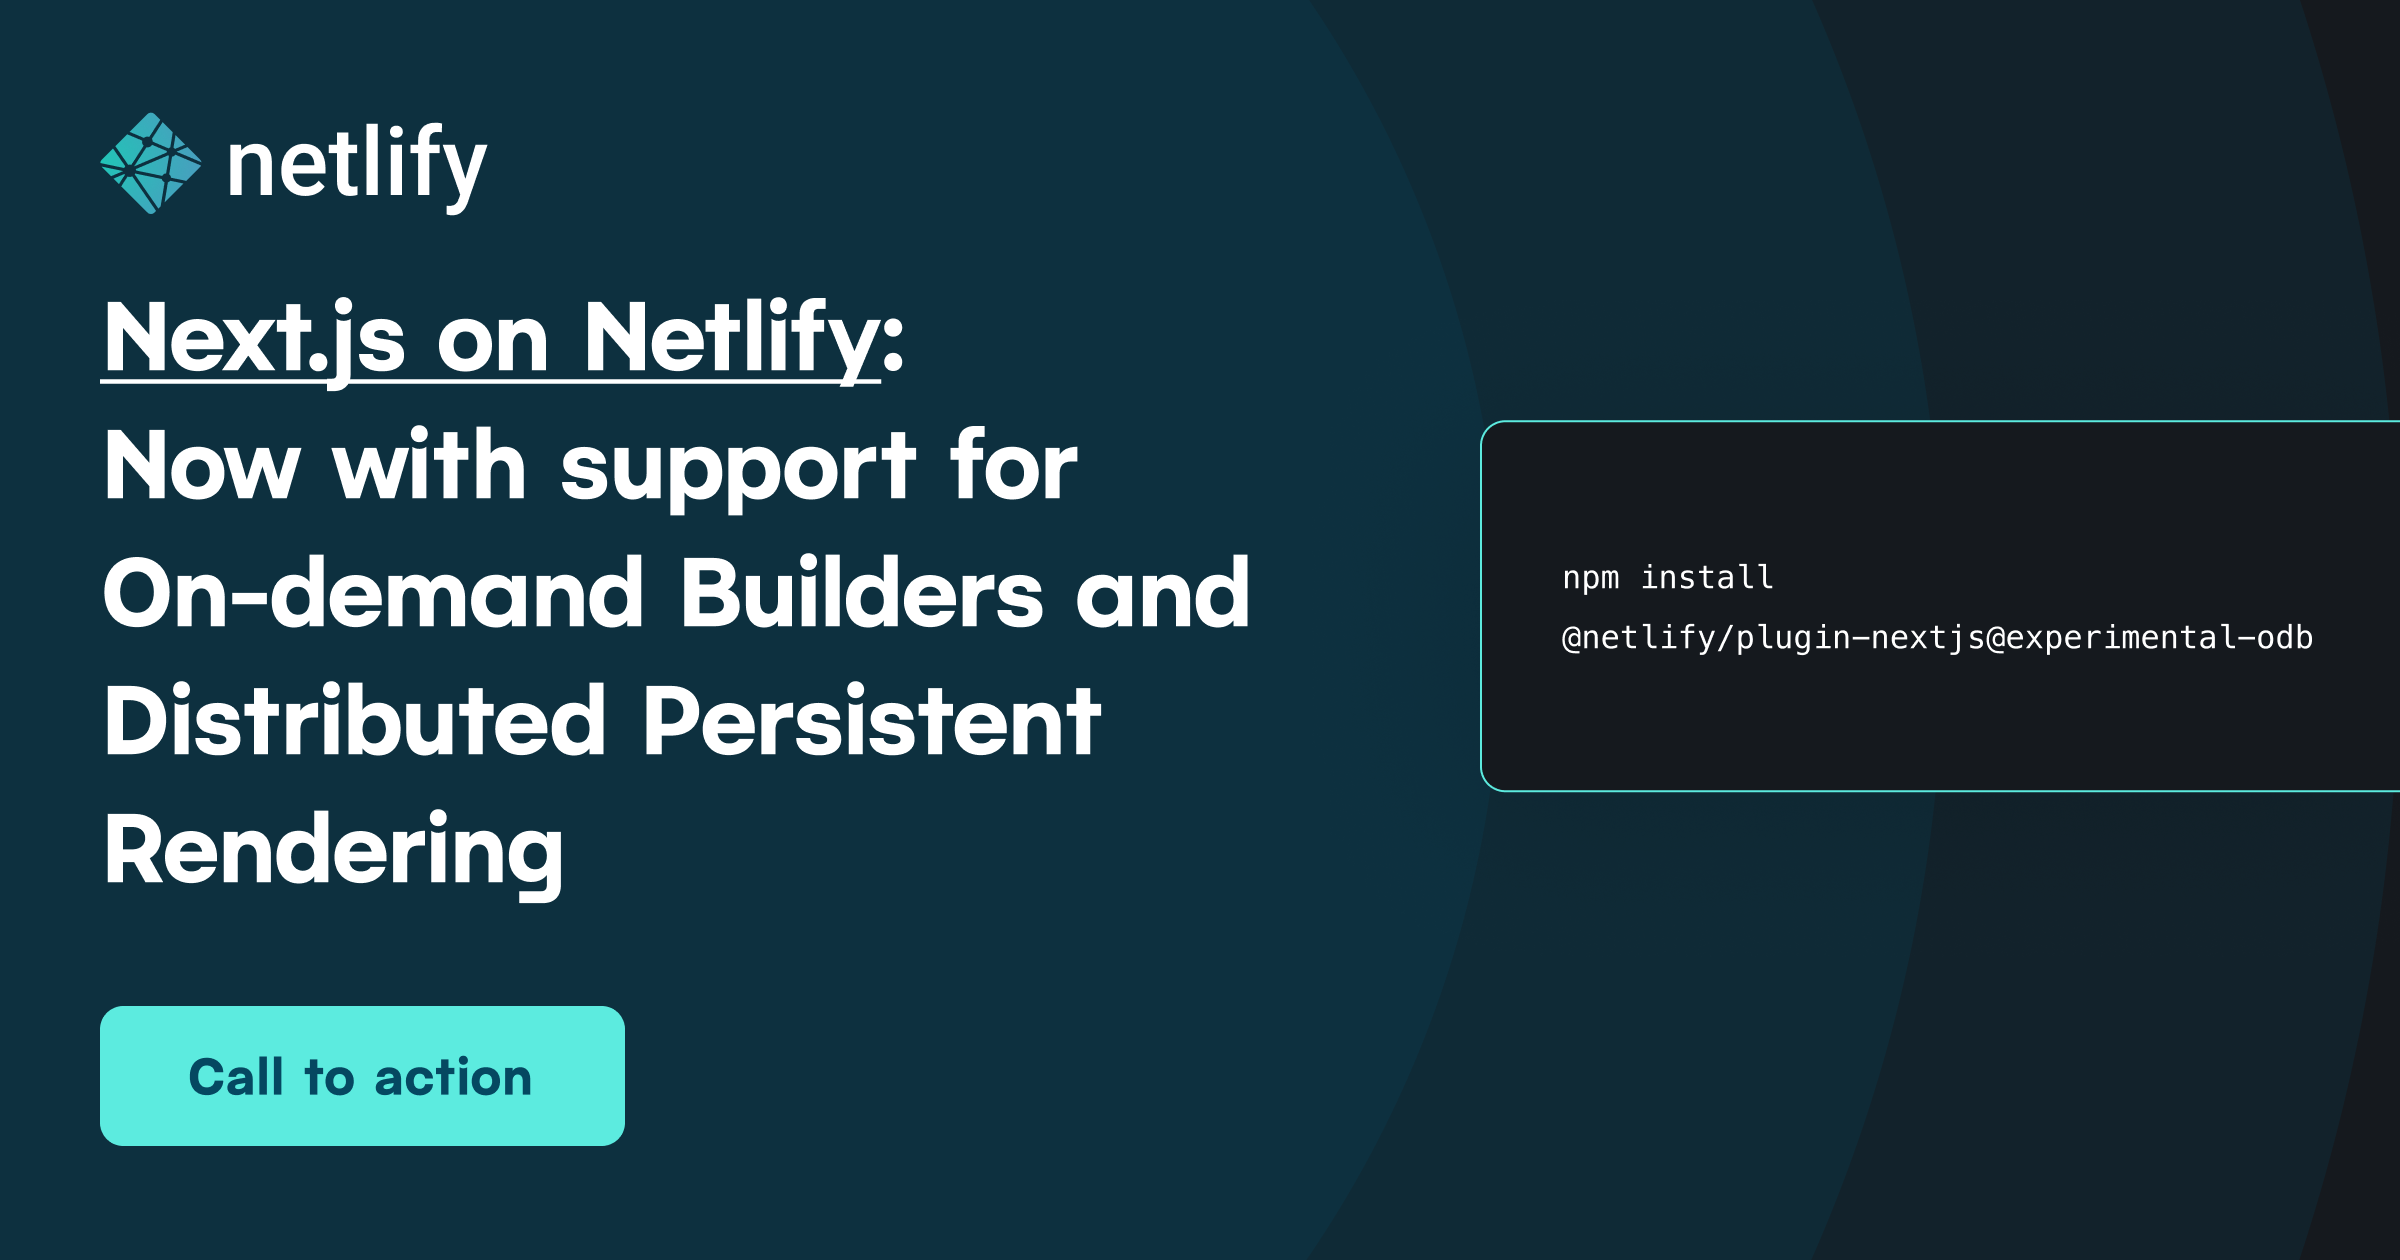 netlify
Next.js on Netlify:
Now with support for
On-demand Builders and
Distributed Persistent
Rendering
Call to action
npm install
@netlify/plugin-nextjs@experimental-odb